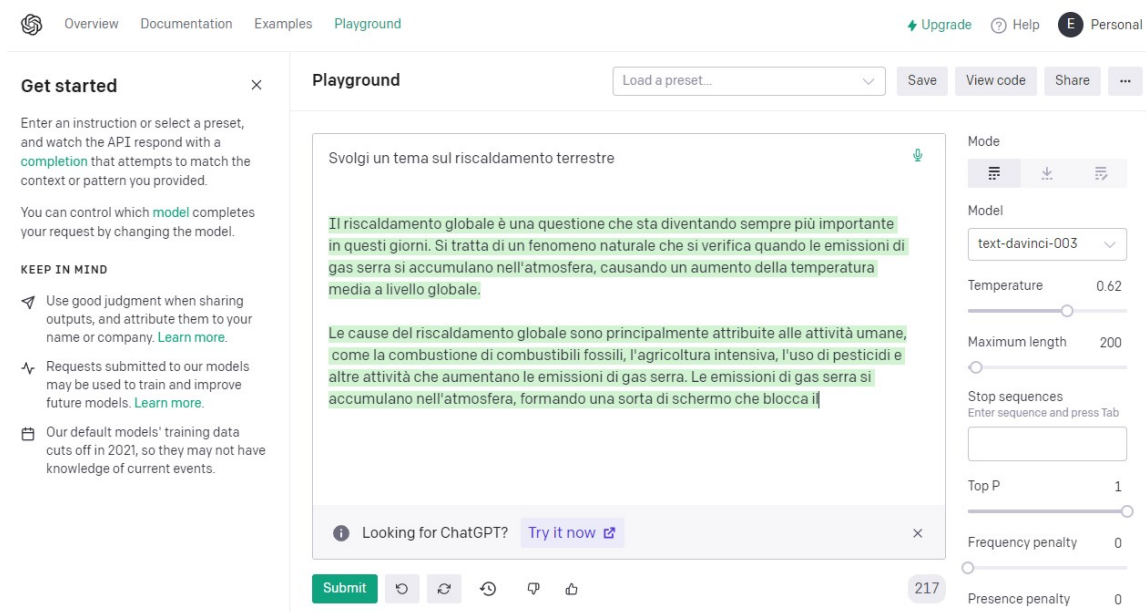 Overview Documentation Examples Playground
Upgrade Help E Personal
Get started
Enter an instruction or select a preset,
and watch the API respond with a
completion that attempts to match the
context or pattern you provided.
You can control which model completes
your request by changing the model.
KEEP IN MIND
Use good judgment when sharing
outputs, and attribute them to your
name or company. Learn more.
Requests submitted to our models
may be used to train and improve
future models. Learn more.
Our default models' training data
cuts off in 2021, so they may not have
knowledge of current events.
Playground
Load a preset...
Save View code Share ...
Svolgi un tema sul riscaldamento terrestre
Il riscaldamento globale è una questione che sta diventando sempre più importante
in questi giorni. Si tratta di un fenomeno naturale che si verifica quando le emissioni di
gas serra si accumulano nell'atmosfera, causando un aumento della temperatura
media a livello globale.
Le cause del riscaldamento globale sono principalmente attribuite alle attività umane,
come la combustione di combustibili fossili, l'agricoltura intensiva, l'uso di pesticidi e
altre attività che aumentano le emissioni di gas serra. Le emissioni di gas serra si
accumulano nell'atmosfera, formando una sorta di schermo che blocca il
Looking for ChatGPT? Try it now
Submit
217
Mode
Model
text-davinci-003
Temperature 0.62
Maximum length 200
Stop sequences
Enter sequence and press Tab
Top P 1
Frequency penalty 0
Presence penalty 0